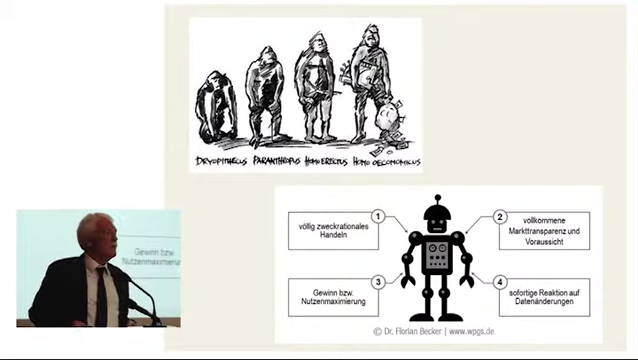 DRYOPITHECUS PARANTHROPUS HOMO ERECTUS HOMO OECONOMICUS
1
völlig zweckrationales
Handeln
2
vollkommene
Markttransparenz und
Voraussicht
3
Gewinn bzw.
Nutzenmaximierung
4
sofortige Reaktion auf
Datenänderungen
© Dr. Florian Becker | www.wpgs.de
Gewinn bzw.
Nutzenmaximierung